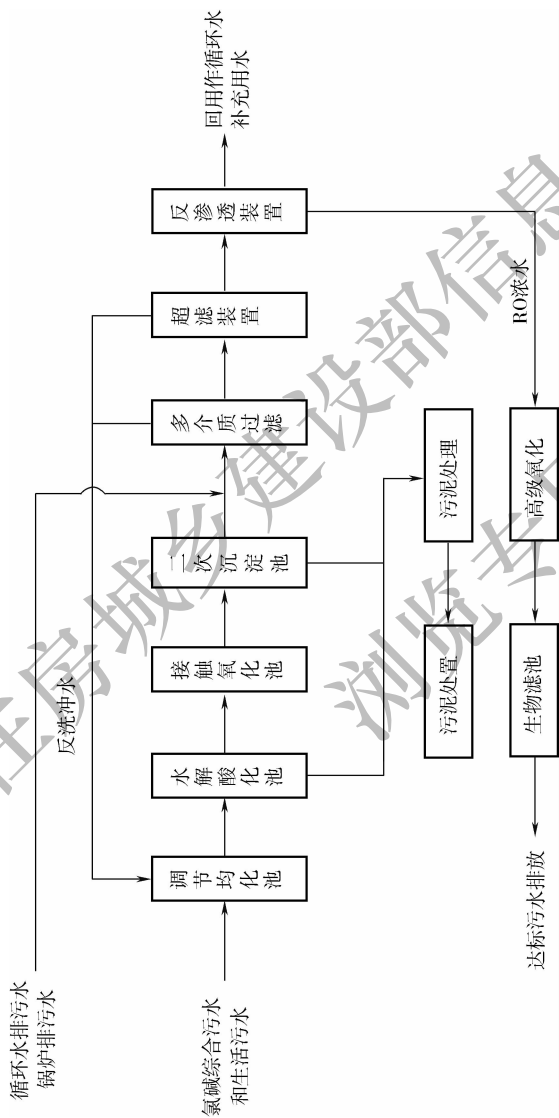 循环水排污水
锅炉排污水
反洗冲水
氯碱综合污水
和生活污水
调节均化池
水解酸化池
接触氧化池
二次沉淀池
多介质过滤
超滤装置
反渗透装置
回用作循环水
补充用水
污泥处置
污泥处理
RO浓水
达标污水排放
生物滤池
高级氧化
住房城乡建设部信息
浏览专